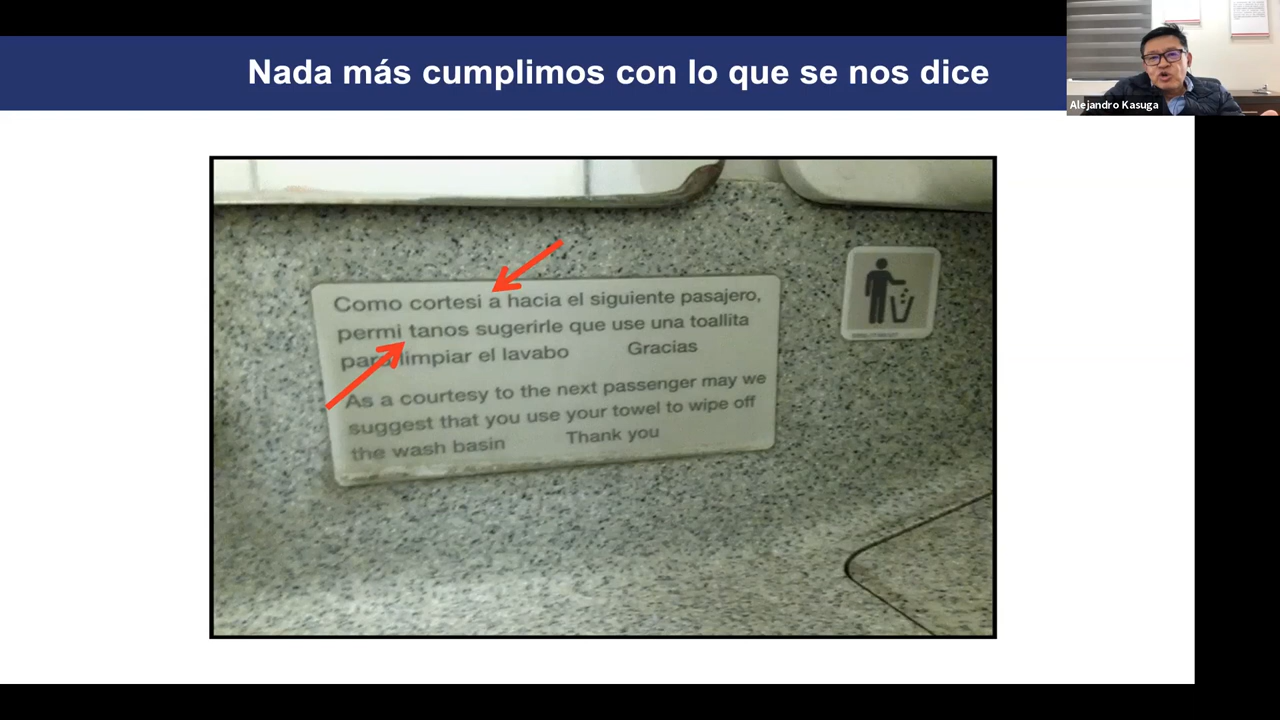 Nada más cumplimos con lo que se nos dice
Alejandro Kasuga
Como cortesi a hacia el siguiente pasajero,
permi tanos sugerirle que use una toallita
para limpiar el lavabo Gracias
As a courtesy to the next passenger may we
suggest that you use your towel to wipe off
the wash basin Thank you